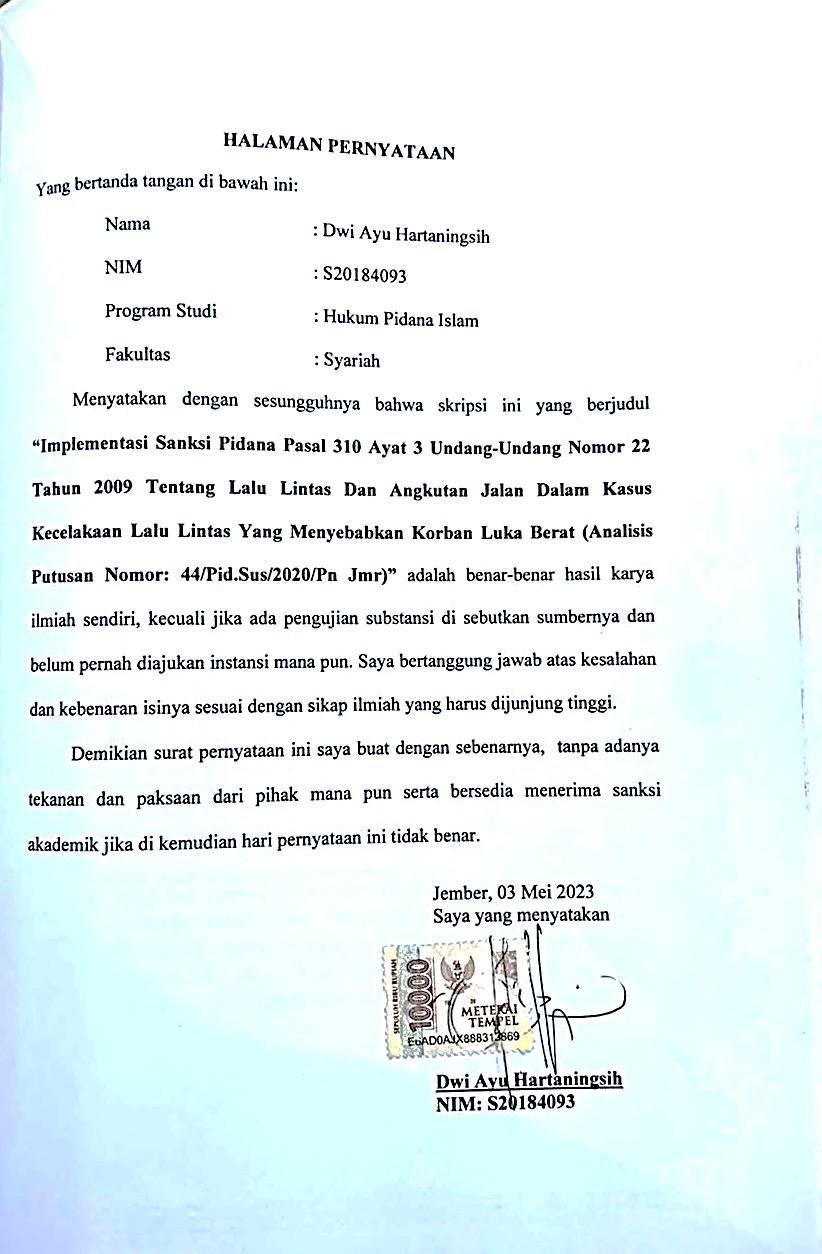 HALAMAN PERNYATAAN
Yang bertanda tangan di bawah ini:
Nama : Dwi Ayu Hartaningsih
NIM : S20184093
Program Studi : Hukum Pidana Islam
Fakultas : Syariah
Menyatakan dengan sesungguhnya bahwa skripsi ini yang berjudul
“Implementasi Sanksi Pidana Pasal 310 Ayat 3 Undang-Undang Nomor 22
Tahun 2009 Tentang Lalu Lintas Dan Angkutan Jalan Dalam Kasus
Kecelakaan Lalu Lintas Yang Menyebabkan Korban Luka Berat (Analisis
Putusan Nomor: 44/Pid.Sus/2020/Pn Jmr)” adalah benar-benar hasil karya
ilmiah sendiri, kecuali jika ada pengujian substansi di sebutkan sumbernya dan
belum pernah diajukan instansi mana pun. Saya bertanggung jawab atas kesalahan
dan kebenaran isinya sesuai dengan sikap ilmiah yang harus dijunjung tinggi.
Demikian surat pernyataan ini saya buat dengan sebenarnya, tanpa adanya
tekanan dan paksaan dari pihak mana pun serta bersedia menerima sanksi
akademik jika di kemudian hari pernyataan ini tidak benar.
Jember, 03 Mei 2023
Saya yang menyatakan
SEPULUH RIBU RUPIAH
10000
METERAI
TEMPEL
Dwi Ayu Hartaningsih
NIM: S20184093